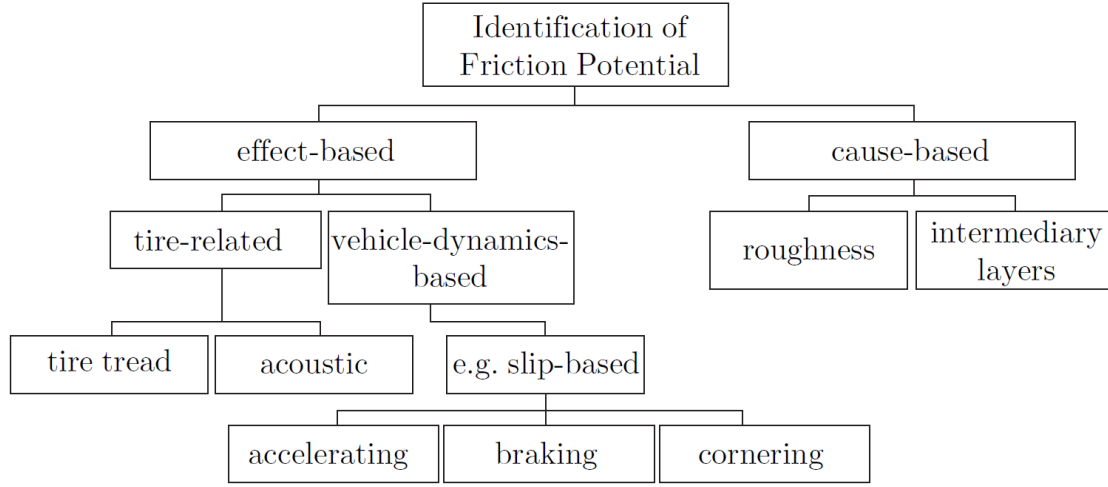 Identification of
Friction Potential
effect-based
cause-based
tire-related
vehicle-dynamics-
based
roughness
intermediary
layers
tire tread
acoustic
e.g. slip-based
accelerating
braking
cornering